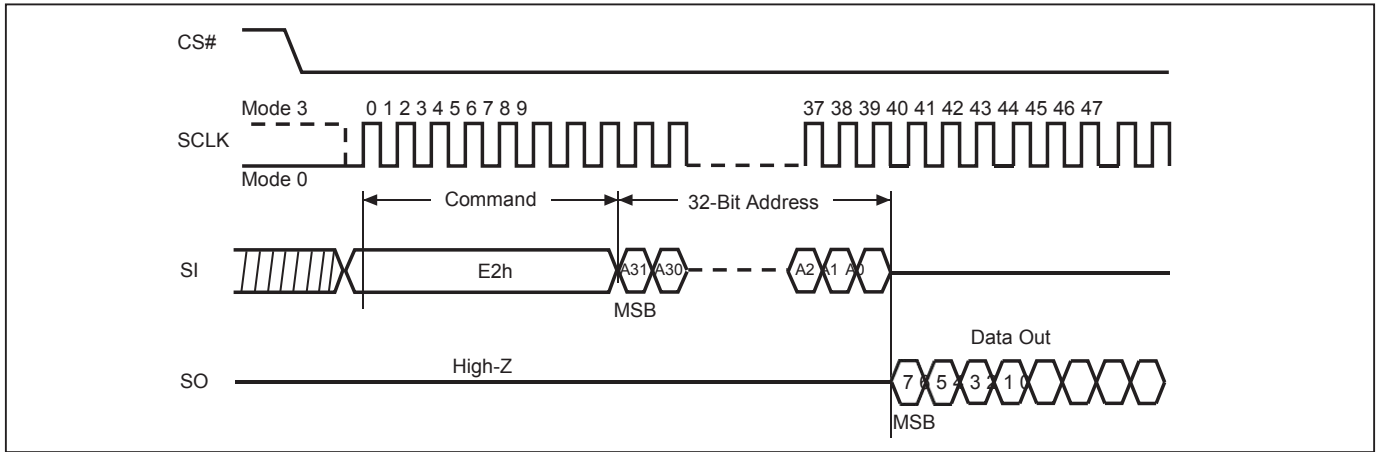 CS#
Mode 3
0 1 2 3 4 5 6 7 8 9
37 38 39 40 41 42 43 44 45 46 47
SCLK
Mode 0
Command
32-Bit Address
SI
E2h
A31 A30
A2 A1 A0
MSB
Data Out
High-Z
SO
7 6 5 4 3 2 1 0
MSB